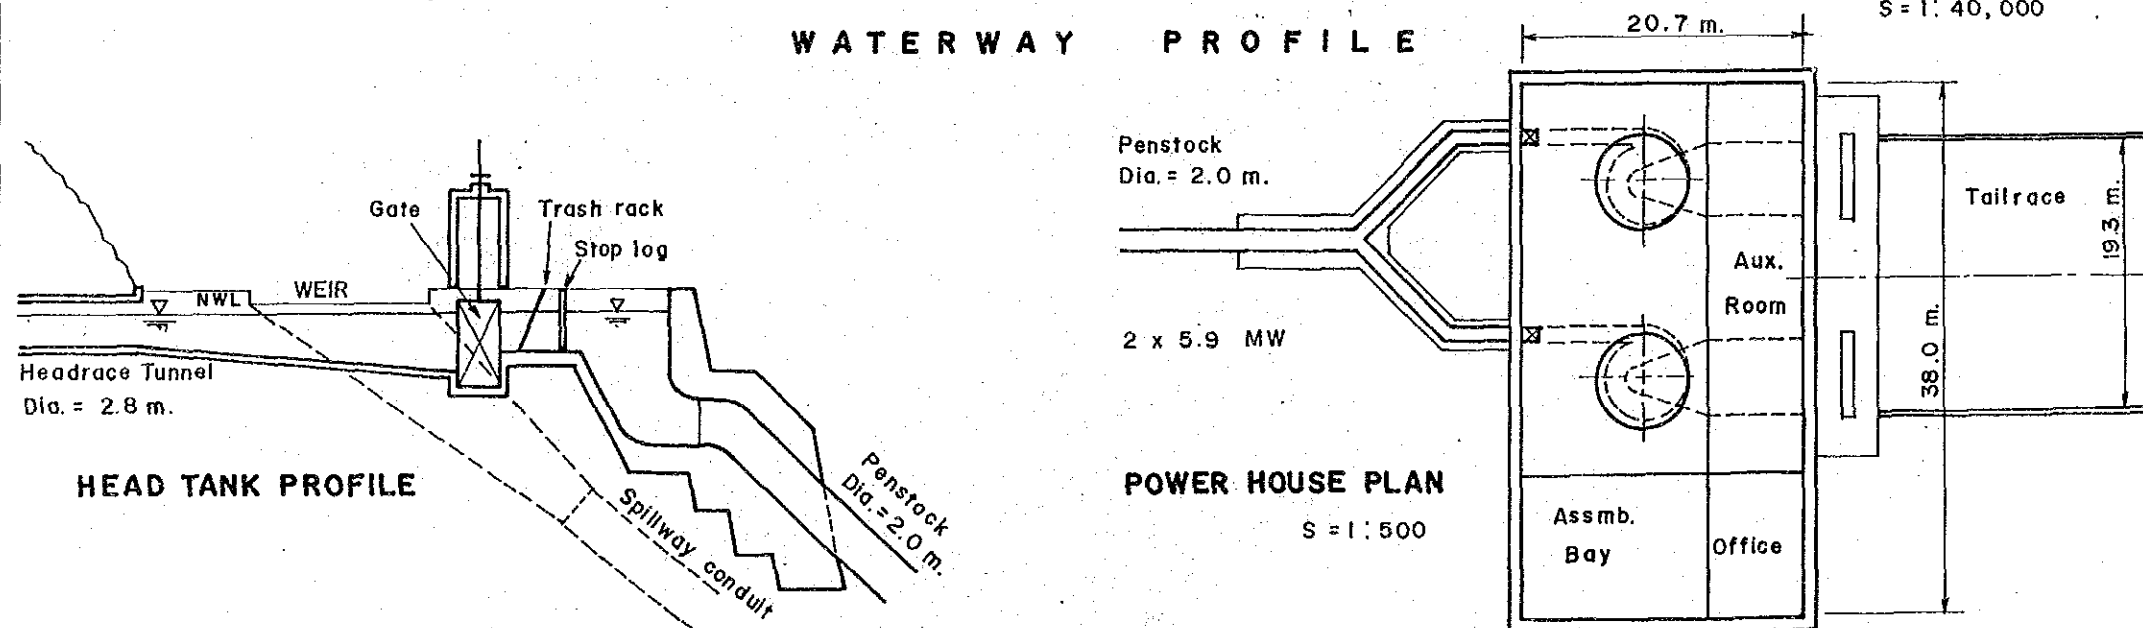 S = 1: 40,000
WATERWAY PROFILE
20.7 m.
Penstock
Dia. = 2.0 m.
Gate
Trash rack
Stop log
NWL
WEIR
Headrace Tunnel
Dia. = 2.8 m.
HEAD TANK PROFILE
Penstock
Dia. = 2.0 m.
Spillway conduit
2 x 5.9 MW
POWER HOUSE PLAN
S = 1: 500
Aux.
Room
Assmb.
Bay
Office
Tailrace
19.3 m.
38.0 m.